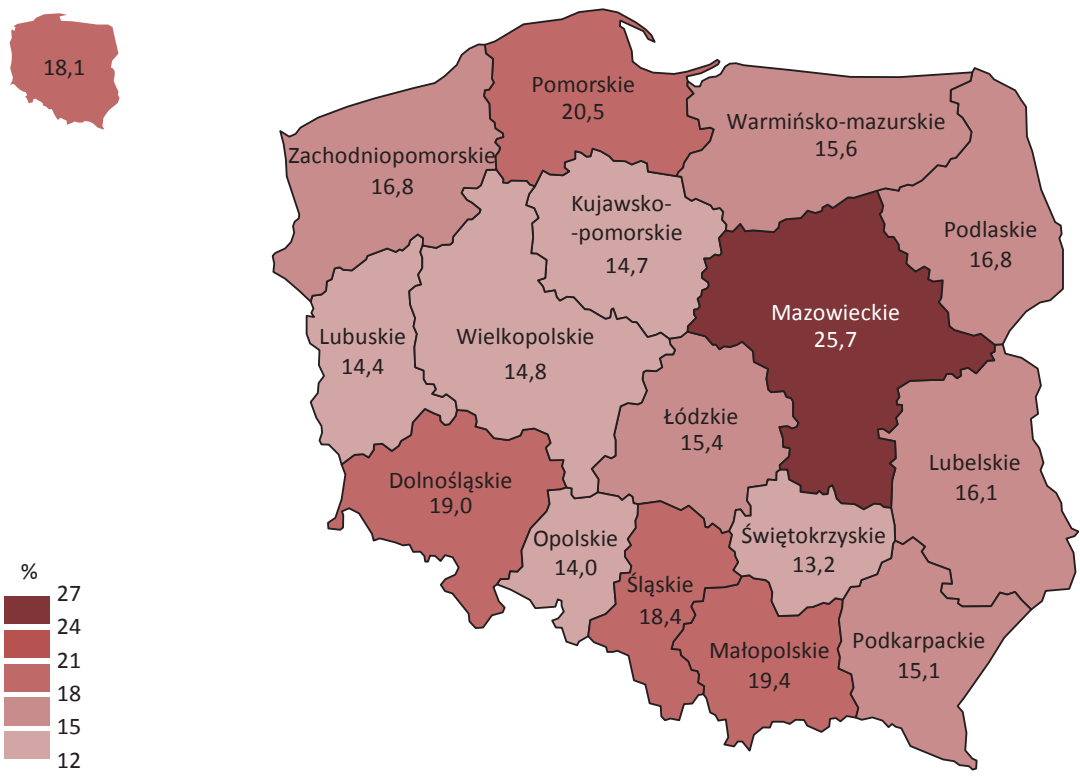 18,1
Pomorskie
20,5
Warmińsko-mazurskie
15,6
Zachodniopomorskie
16,8
Kujawsko-
-pomorskie
14,7
Podlaskie
16,8
Mazowieckie
25,7
Lubuskie
14,4
Wielkopolskie
14,8
Łódzkie
15,4
Lubelskie
16,1
Dolnośląskie
19,0
Opolskie
14,0
Świętokrzyskie
13,2
Śląskie
18,4
Małopolskie
19,4
Podkarpackie
15,1
%
27
24
21
18
15
12